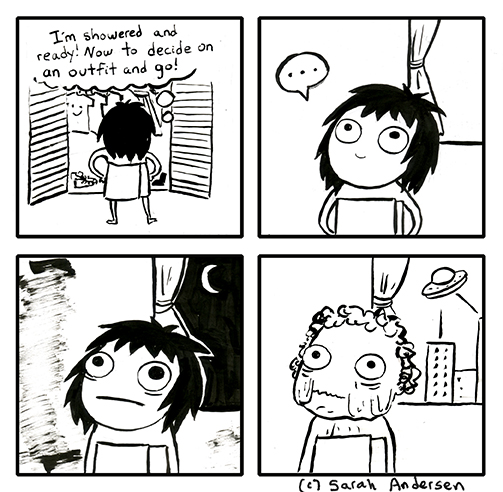 I'm showered and
ready! Now to decide on
an outfit and go!
...
(c) Sarah Andersen